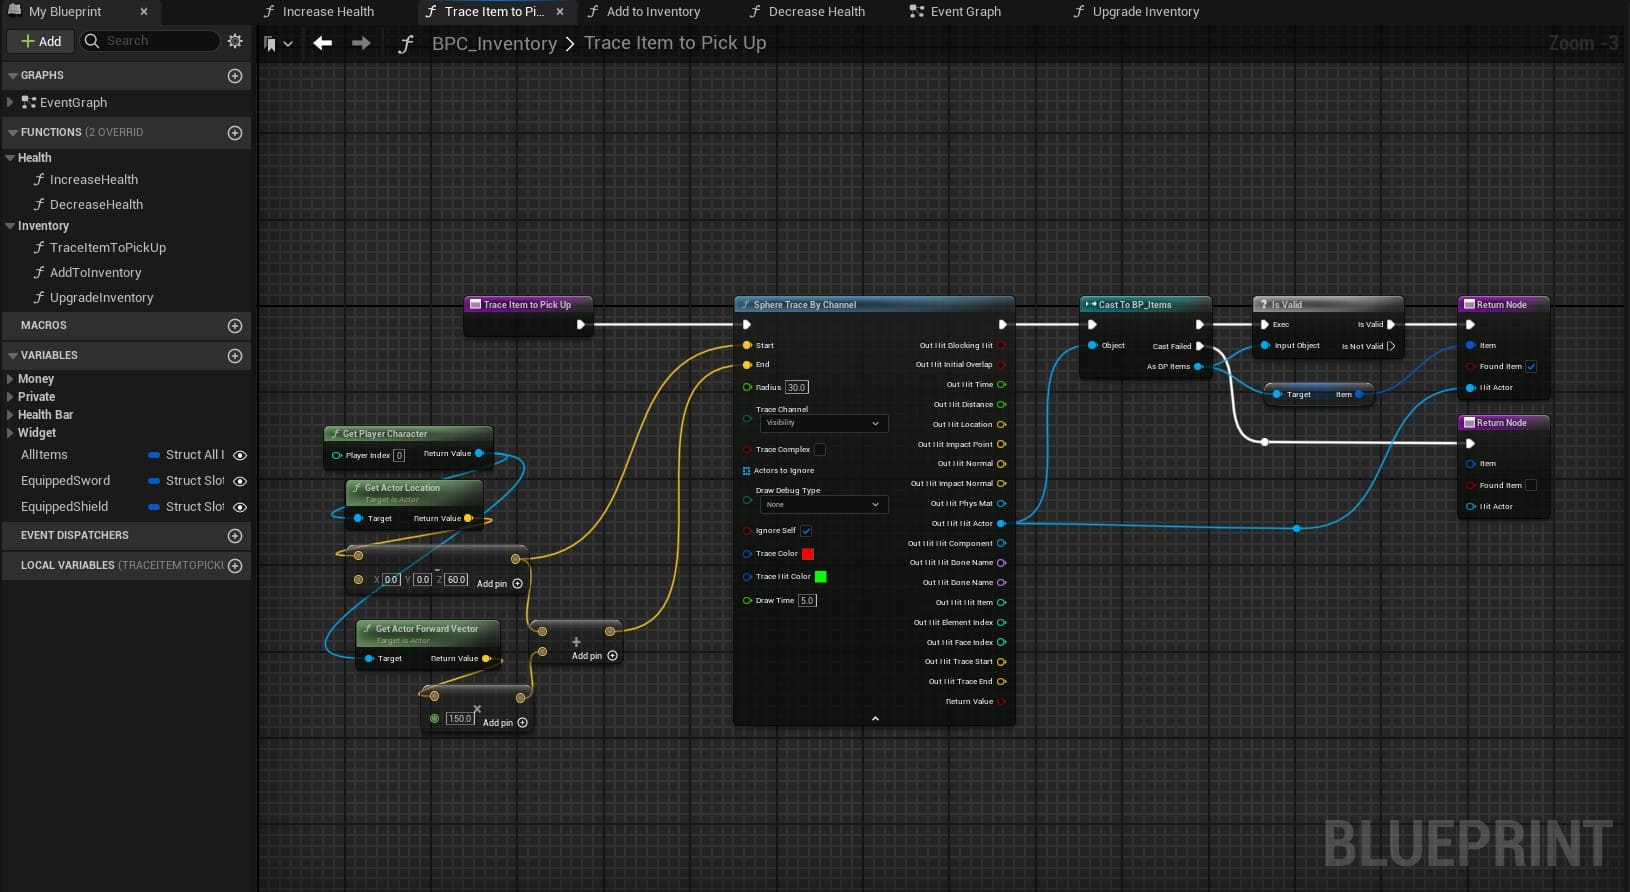 My Blueprint
Increase Health
Trace Item to Pi...
Add to Inventory
Decrease Health
Event Graph
Upgrade Inventory
Add
Search
BPC_Inventory > Trace Item to Pick Up
Zoom -3
GRAPHS
EventGraph
FUNCTIONS (2 OVERRID
Health
IncreaseHealth
DecreaseHealth
Inventory
TraceItemToPickUp
AddToInventory
UpgradeInventory
MACROS
VARIABLES
Money
Private
Health Bar
Widget
AllItems Struct All I
EquippedSword Struct Slot
EquippedShield Struct Slot
EVENT DISPATCHERS
LOCAL VARIABLES (TRACEITEMTOPICKU
Trace Item to Pick Up
Get Player Character
Player Index 0
Return Value
Get Actor Location
Target is Actor
Target
Return Value
-
X 0.0 Y 0.0 Z 60.0
Add pin
Get Actor Forward Vector
Target is Actor
Target
Return Value
×
150.0
Add pin
+
Add pin
Sphere Trace By Channel
Start
End
Radius 30.0
Trace Channel
Visibility
Trace Complex
Actors to Ignore
Draw Debug Type
None
Ignore Self
Trace Color
Trace Hit Color
Draw Time 5.0
Out Hit Blocking Hit
Out Hit Initial Overlap
Out Hit Time
Out Hit Distance
Out Hit Location
Out Hit Impact Point
Out Hit Normal
Out Hit Impact Normal
Out Hit Phys Mat
Out Hit Hit Actor
Out Hit Hit Component
Out Hit Hit Bone Name
Out Hit Bone Name
Out Hit Hit Item
Out Hit Element Index
Out Hit Face Index
Out Hit Trace Start
Out Hit Trace End
Return Value
Cast To BP_Items
Object
Cast Failed
As BP Items
? Is Valid
Exec
Is Valid
Input Object
Is Not Valid
Target
Item
Return Node
Item
Found Item
Hit Actor
Return Node
Item
Found Item
Hit Actor
BLUEPRINT